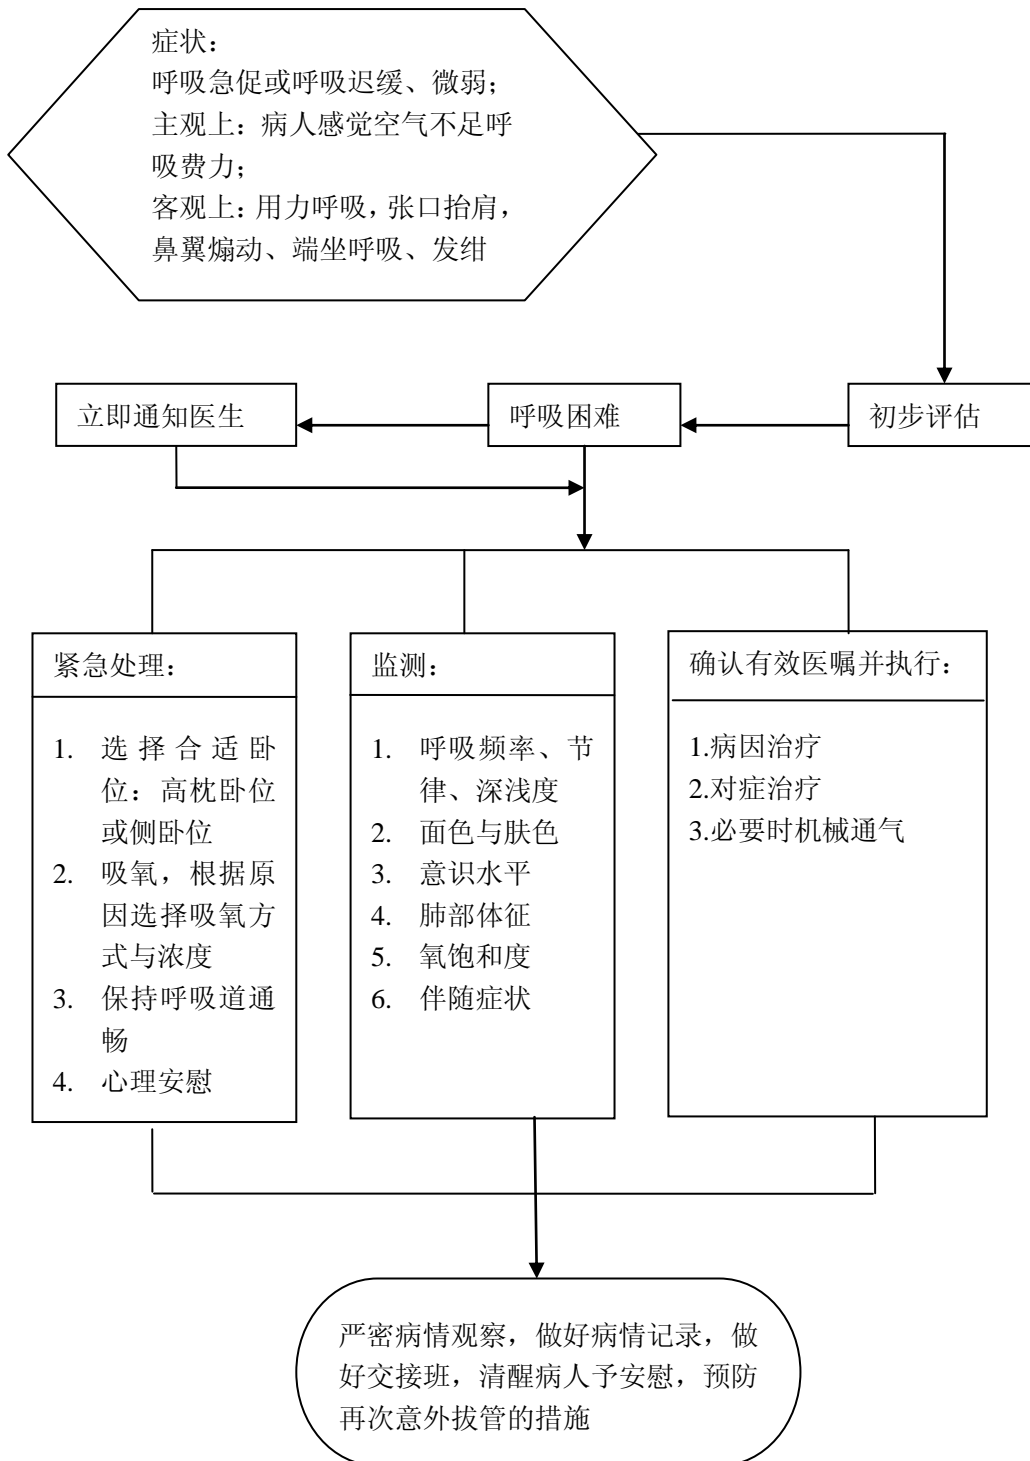 症状：
呼吸急促或呼吸迟缓、微弱；
主观上：病人感觉空气不足呼
吸费力；
客观上：用力呼吸，张口抬肩，
鼻翼煽动、端坐呼吸、发绀
立即通知医生
呼吸困难
初步评估
紧急处理：
1. 选择合适卧
位：高枕卧位
或侧卧位
2. 吸氧，根据原
因选择吸氧方
式与浓度
3. 保持呼吸道通
畅
4. 心理安慰
监测：
1. 呼吸频率、节
律、深浅度
2. 面色与肤色
3. 意识水平
4. 肺部体征
5. 氧饱和度
6. 伴随症状
确认有效医嘱并执行：
1.病因治疗
2.对症治疗
3.必要时机械通气
严密病情观察，做好病情记录，做
好交接班，清醒病人予安慰，预防
再次意外拔管的措施